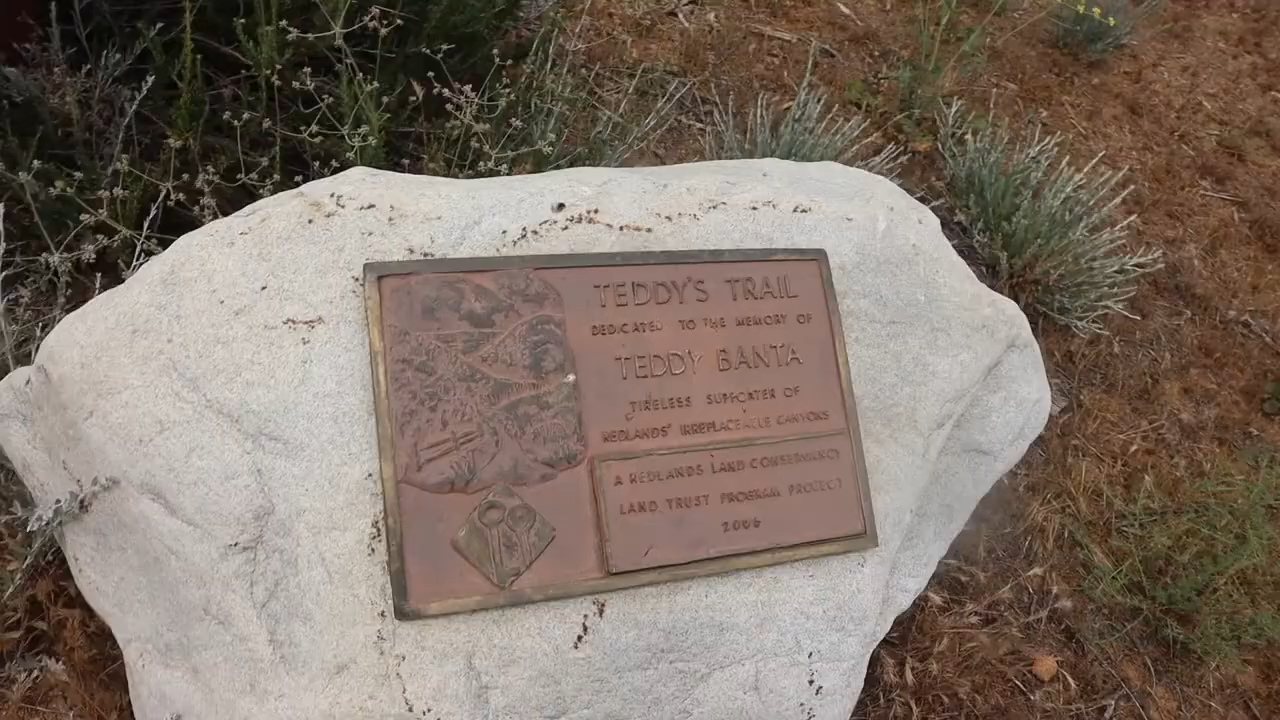 TEDDY'S TRAIL
DEDICATED TO THE MEMORY OF
TEDDY BANTA
TIRELESS SUPPORTER OF
REDLANDS' IRREPLACEABLE CANYONS
A REDLANDS LAND CONSERVANCY
LAND TRUST PROGRAM PROJECT
2006